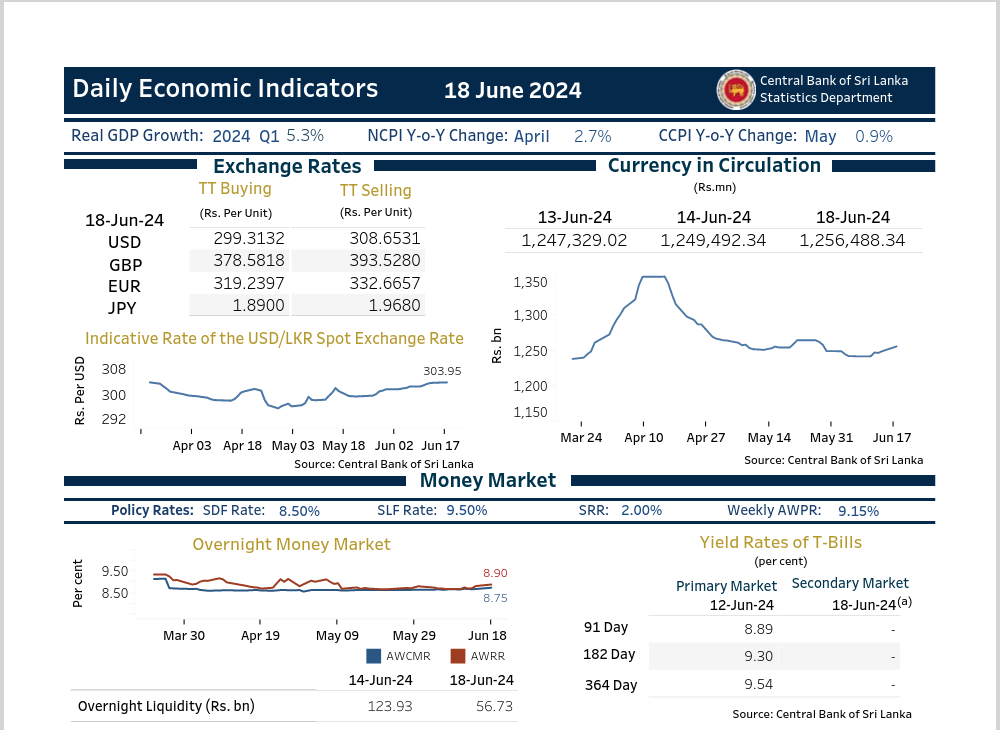 Daily Economic Indicators 18 June 2024 Central Bank of Sri Lanka
Statistics Department
Real GDP Growth: 2024 Q1 5.3% NCPI Y-o-Y Change: April 2.7% CCPI Y-o-Y Change: May 0.9%
Exchange Rates
TT Buying TT Selling
(Rs. Per Unit) (Rs. Per Unit)
18-Jun-24
USD 299.3132 308.6531
GBP 378.5818 393.5280
EUR 319.2397 332.6657
JPY 1.8900 1.9680
Indicative Rate of the USD/LKR Spot Exchange Rate
Rs. Per USD
308
300
292
303.95
Apr 03 Apr 18 May 03 May 18 Jun 02 Jun 17
Source: Central Bank of Sri Lanka
Currency in Circulation
(Rs.mn)
13-Jun-24 14-Jun-24 18-Jun-24
1,247,329.02 1,249,492.34 1,256,488.34
Rs. bn
1,350
1,300
1,250
1,200
1,150
Mar 24 Apr 10 Apr 27 May 14 May 31 Jun 17
Source: Central Bank of Sri Lanka
Money Market
Policy Rates: SDF Rate: 8.50% SLF Rate: 9.50% SRR: 2.00% Weekly AWPR: 9.15%
Overnight Money Market
Per cent
9.50
8.50
8.90
8.75
Mar 30 Apr 19 May 09 May 29 Jun 18
AWCMR AWRR
14-Jun-24 18-Jun-24
Overnight Liquidity (Rs. bn) 123.93 56.73
Yield Rates of T-Bills
(per cent)
Primary Market Secondary Market
12-Jun-24 18-Jun-24(a)
91 Day 8.89 -
182 Day 9.30 -
364 Day 9.54 -
Source: Central Bank of Sri Lanka